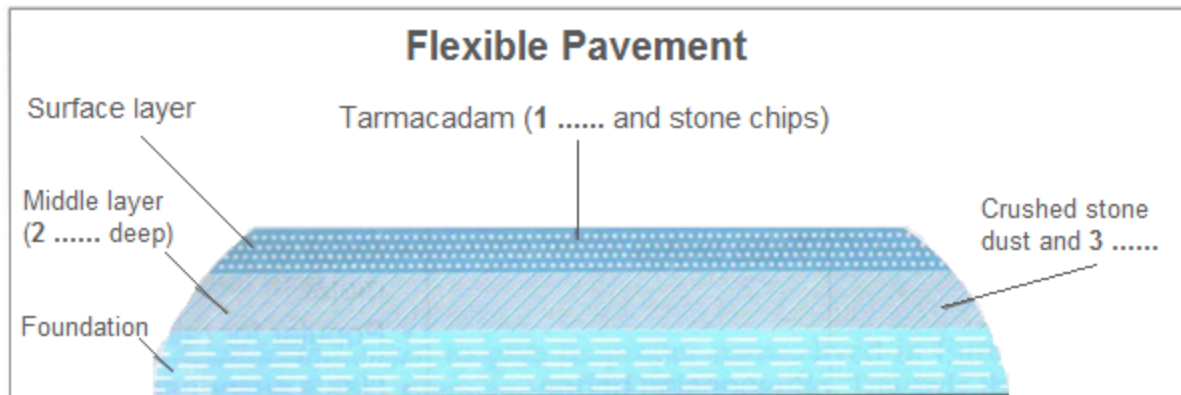 Flexible Pavement
Surface layer
Tarmacadam (1 ...... and stone chips)
Middle layer
(2 ...... deep)
Crushed stone
dust and 3 ......
Foundation